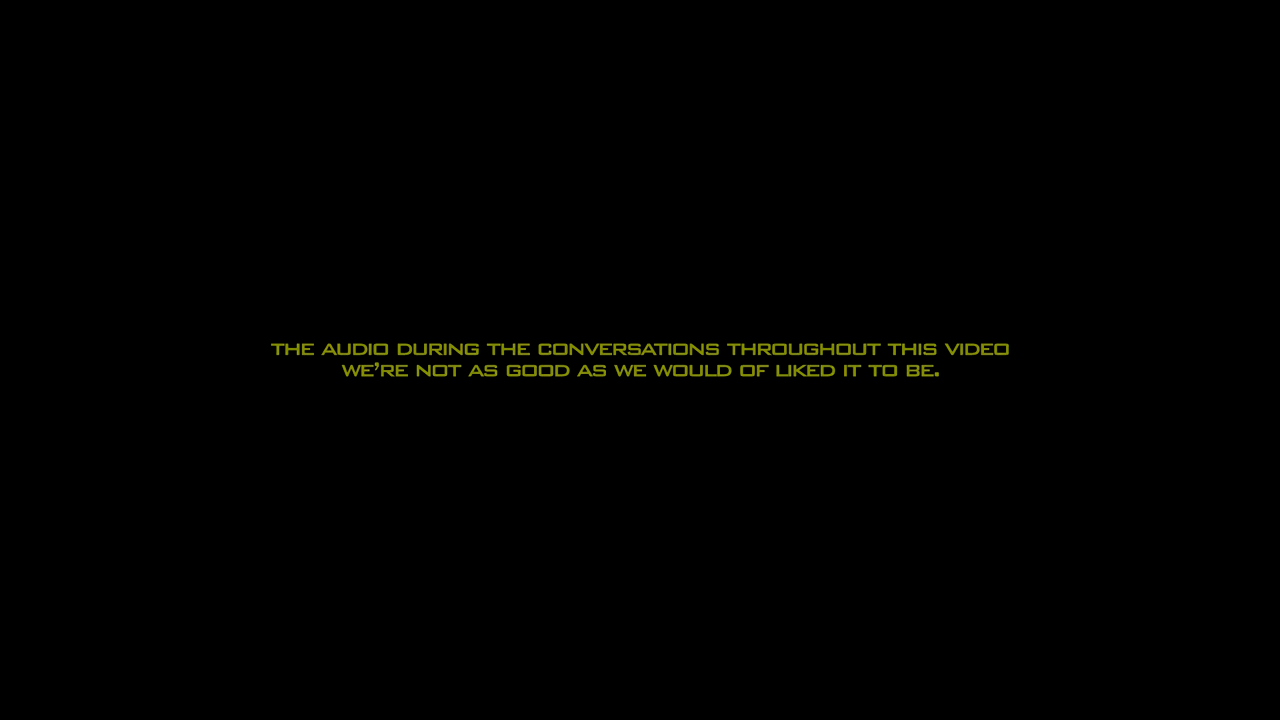 THE AUDIO DURING THE CONVERSATIONS THROUGHOUT THIS VIDEO
WE'RE NOT AS GOOD AS WE WOULD OF LIKED IT TO BE.